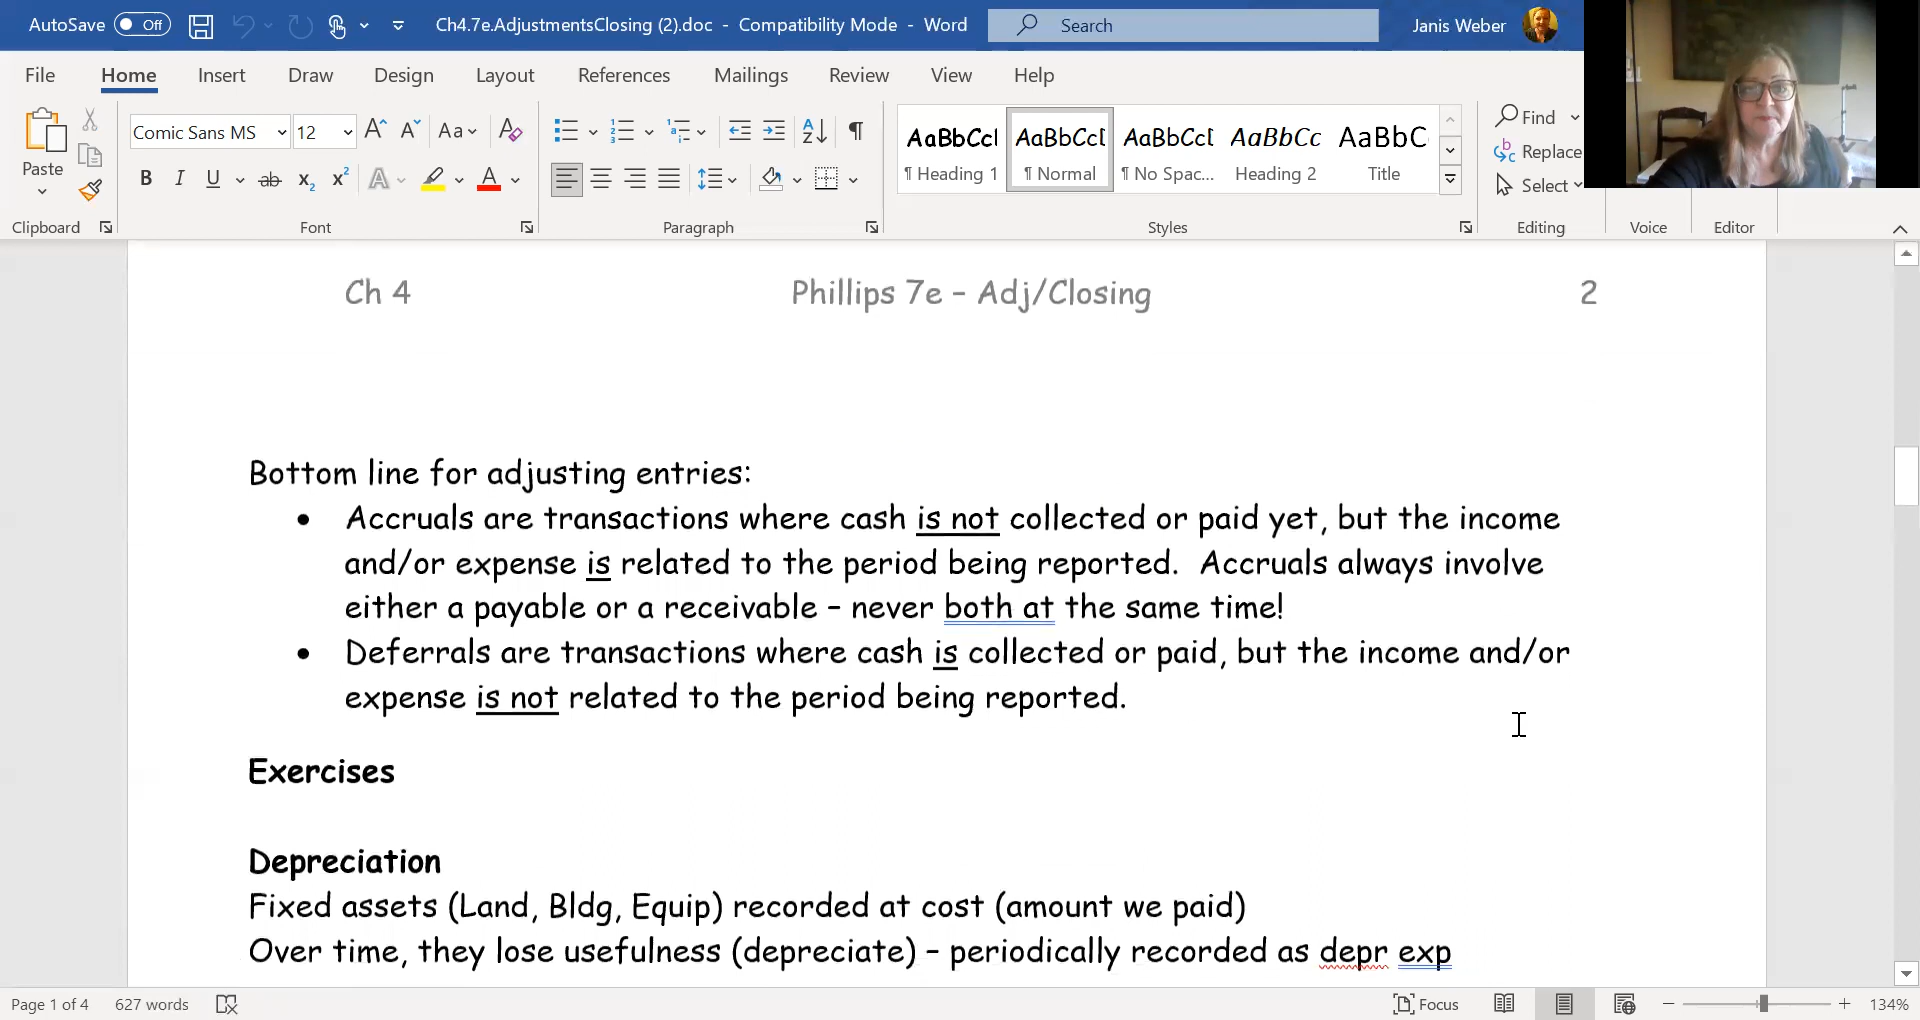 AutoSave Off Ch4.7e.AdjustmentsClosing (2).doc - Compatibility Mode - Word Search Janis Weber
File Home Insert Draw Design Layout References Mailings Review View Help
Comic Sans MS 12 Aa
Find
Replace
Select
Paste
B I U ab x2 x2 A A
AaBbCcI AaBbCcI AaBbCcI AaBbCc AaBbC
¶ Heading 1 ¶ Normal ¶ No Spac... Heading 2 Title
Clipboard Font Paragraph Styles Editing Voice Editor
Ch 4 Phillips 7e – Adj/Closing 2
Bottom line for adjusting entries:
• Accruals are transactions where cash is not collected or paid yet, but the income
and/or expense is related to the period being reported. Accruals always involve
either a payable or a receivable – never both at the same time!
• Deferrals are transactions where cash is collected or paid, but the income and/or
expense is not related to the period being reported.
Exercises
Depreciation
Fixed assets (Land, Bldg, Equip) recorded at cost (amount we paid)
Over time, they lose usefulness (depreciate) – periodically recorded as depr exp
Page 1 of 4 627 words Focus 134%